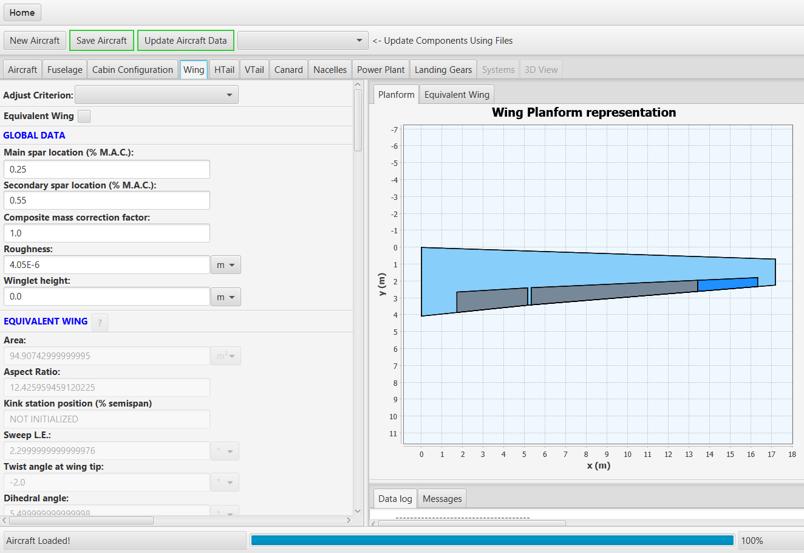 Home
New Aircraft Save Aircraft Update Aircraft Data <- Update Components Using Files
Aircraft Fuselage Cabin Configuration Wing HTail VTail Canard Nacelles Power Plant Landing Gears Systems 3D View
Adjust Criterion:
Equivalent Wing
GLOBAL DATA
Main spar location (% M.A.C.):
0.25
Secondary spar location (% M.A.C.):
0.55
Composite mass correction factor:
1.0
Roughness:
4.05E-6 m
Winglet height:
0.0 m
EQUIVALENT WING ?
Area:
94.90742999999995 m²
Aspect Ratio:
12.425959459120225
Kink station position (% semispan)
NOT INITIALIZED
Sweep L.E.:
2.2999999999999976 °
Twist angle at wing tip:
-2.0 °
Dihedral angle:
5.499999999999998 °
Planform Equivalent Wing
Wing Planform representation
-7
-6
-5
-4
-3
-2
-1
0
1
2
3
4
5
6
7
8
9
10
11
y (m)
0 1 2 3 4 5 6 7 8 9 10 11 12 13 14 15 16 17 18
x (m)
Data log Messages
------------------------------------
Aircraft Loaded! 100%